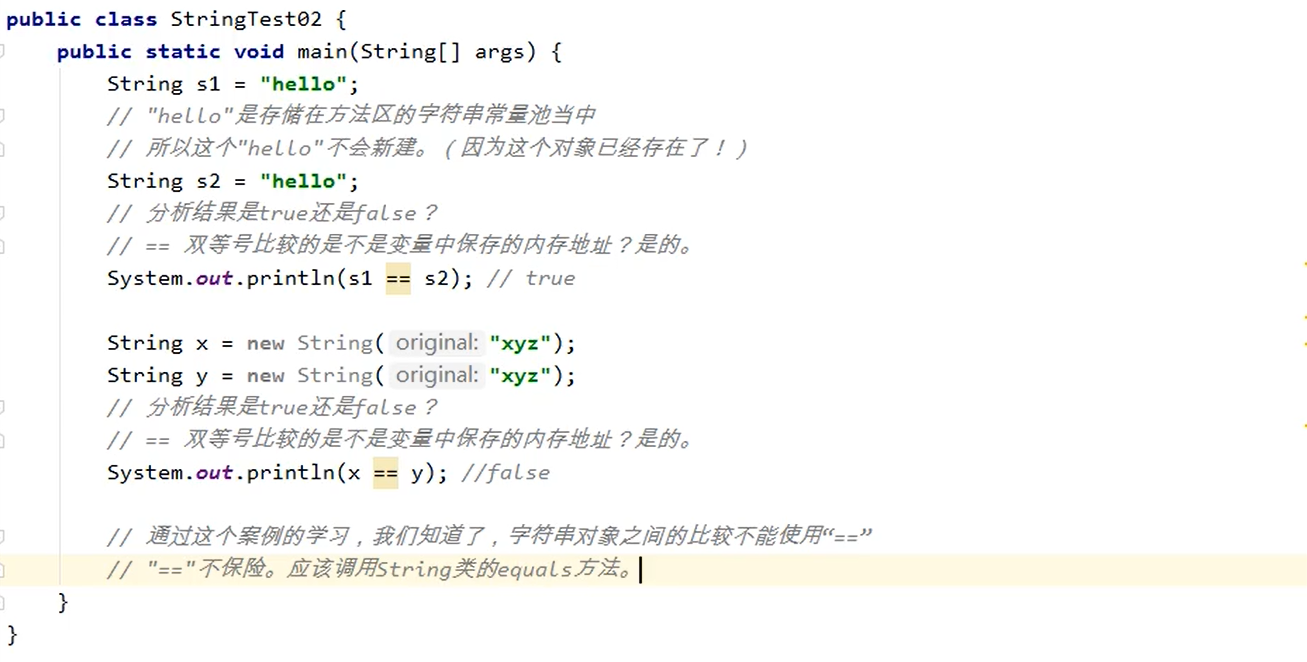 public class StringTest02 {
public static void main(String[] args) {
String s1 = "hello";
// "hello"是存储在方法区的字符串常量池当中
// 所以这个"hello"不会新建。（因为这个对象已经存在了！）
String s2 = "hello";
// 分析结果是true还是false？
// == 双等号比较的是不是变量中保存的内存地址？是的。
System.out.println(s1 == s2); // true
String x = new String( original: "xyz");
String y = new String( original: "xyz");
// 分析结果是true还是false？
// == 双等号比较的是不是变量中保存的内存地址？是的。
System.out.println(x == y); //false
// 通过这个案例的学习，我们知道了，字符串对象之间的比较不能使用“==”
// "=="不保险。应该调用String类的equals方法。
}
}